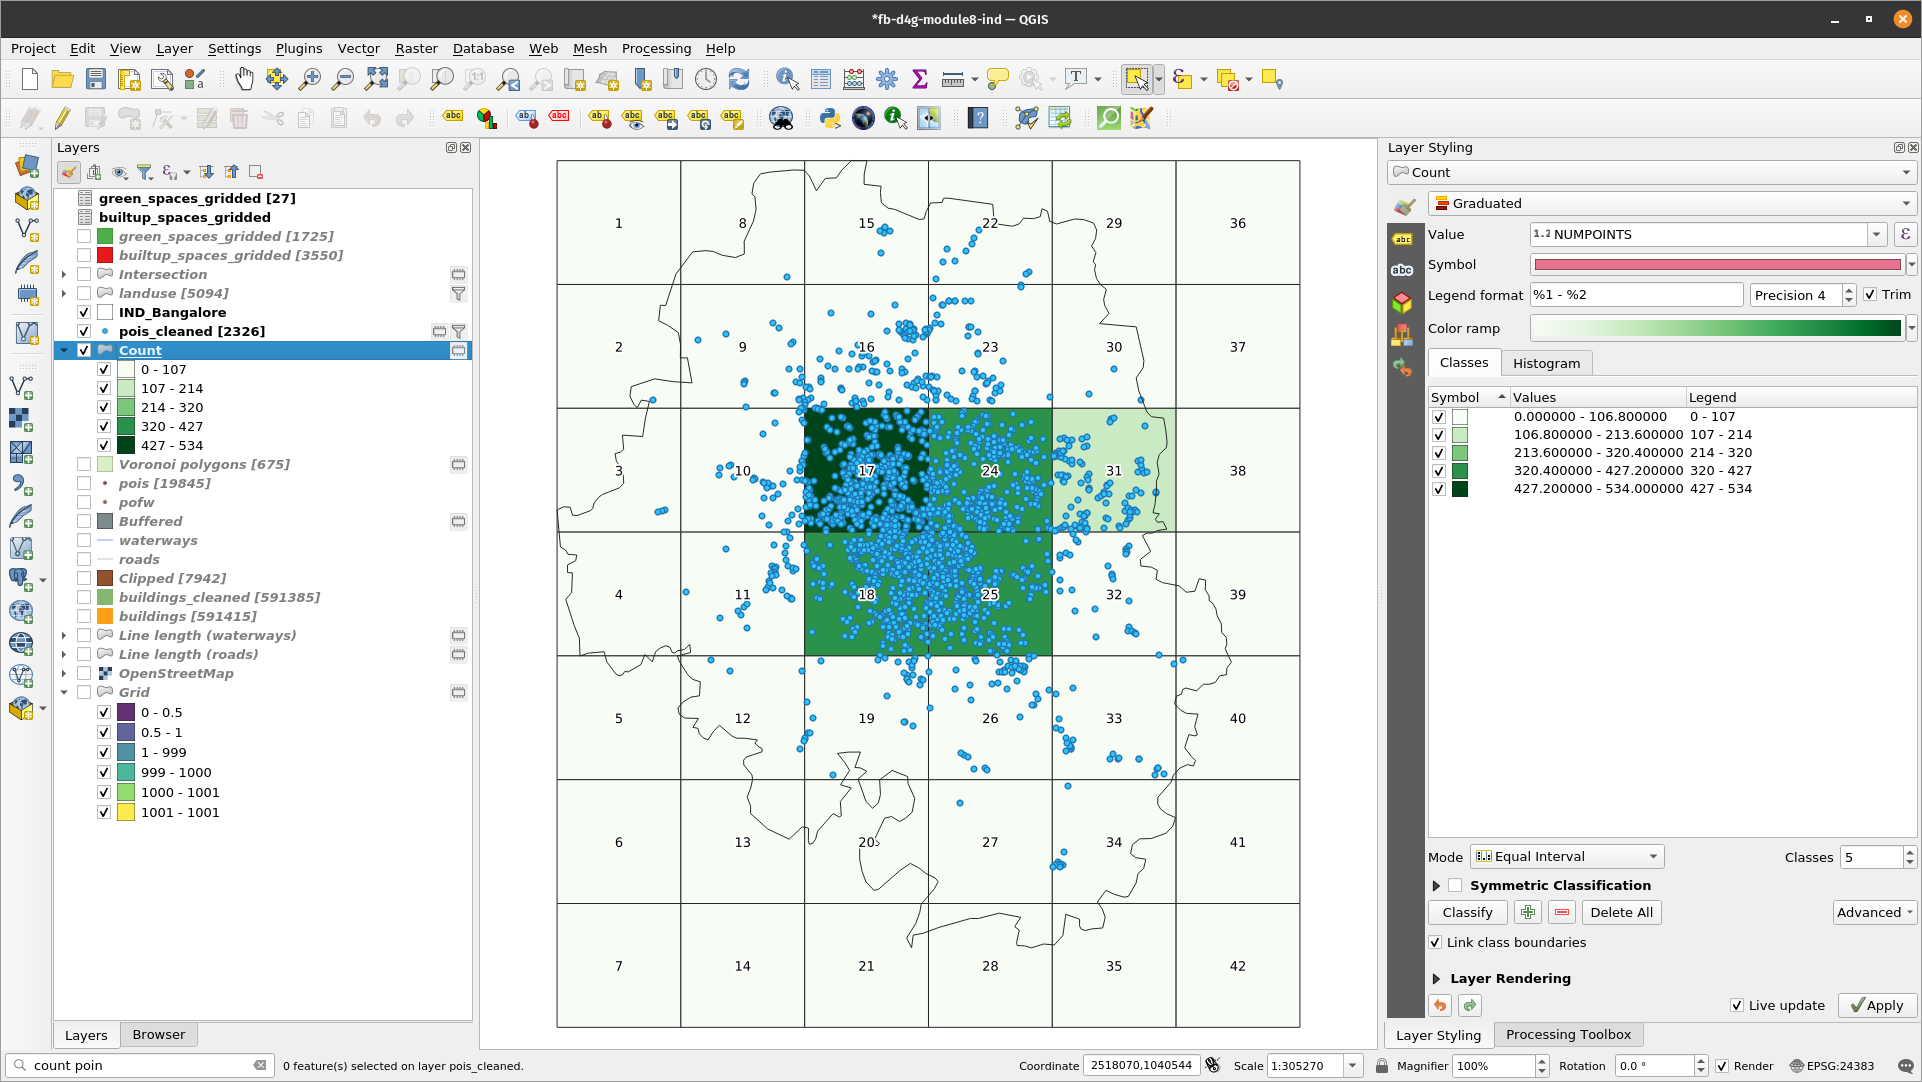 *fb-d4g-module8-ind — QGIS
Project Edit View Layer Settings Plugins Vector Raster Database Web Mesh Processing Help
Layers
green_spaces_gridded [27]
builtup_spaces_gridded
green_spaces_gridded [1725]
builtup_spaces_gridded [3550]
Intersection
landuse [5094]
IND_Bangalore
pois_cleaned [2326]
Count
0 - 107
107 - 214
214 - 320
320 - 427
427 - 534
Voronoi polygons [675]
pois [19845]
pofw
Buffered
waterways
roads
Clipped [7942]
buildings_cleaned [591385]
buildings [591415]
Line length (waterways)
Line length (roads)
OpenStreetMap
Grid
0 - 0.5
0.5 - 1
1 - 999
999 - 1000
1000 - 1001
1001 - 1001
Layers Browser
1 8 15 22 29 36
2 9 16 23 30 37
3 10 17 24 31 38
4 11 18 25 32 39
5 12 19 26 33 40
6 13 20 27 34 41
7 14 21 28 35 42
Layer Styling
Count
Graduated
Value 1.2 NUMPOINTS
Symbol
Legend format %1 - %2 Precision 4 Trim
Color ramp
Classes Histogram
Symbol Values Legend
0.000000 - 106.800000 0 - 107
106.800000 - 213.600000 107 - 214
213.600000 - 320.400000 214 - 320
320.400000 - 427.200000 320 - 427
427.200000 - 534.000000 427 - 534
Mode Equal Interval Classes 5
Symmetric Classification
Classify Delete All Advanced
Link class boundaries
Layer Rendering
Live update Apply
Layer Styling Processing Toolbox
count poin 0 feature(s) selected on layer pois_cleaned. Coordinate 2518070,1040544 Scale 1:305270 Magnifier 100% Rotation 0.0 ° Render EPSG:24383